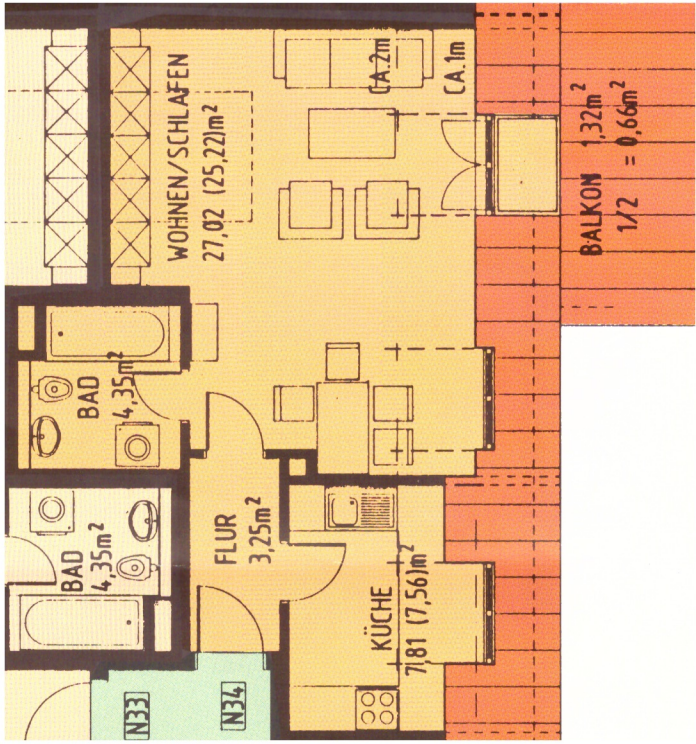 WOHNEN/SCHLAFEN
27,02 (25,22)m²
CA.2m
CA.1m
BALKON 1,32m²
1/2 = 0,66m²
BAD
4,35m²
FLUR
3,25m²
BAD
4,35m²
KÜCHE
7,81 (7,56)m²
N33
N34